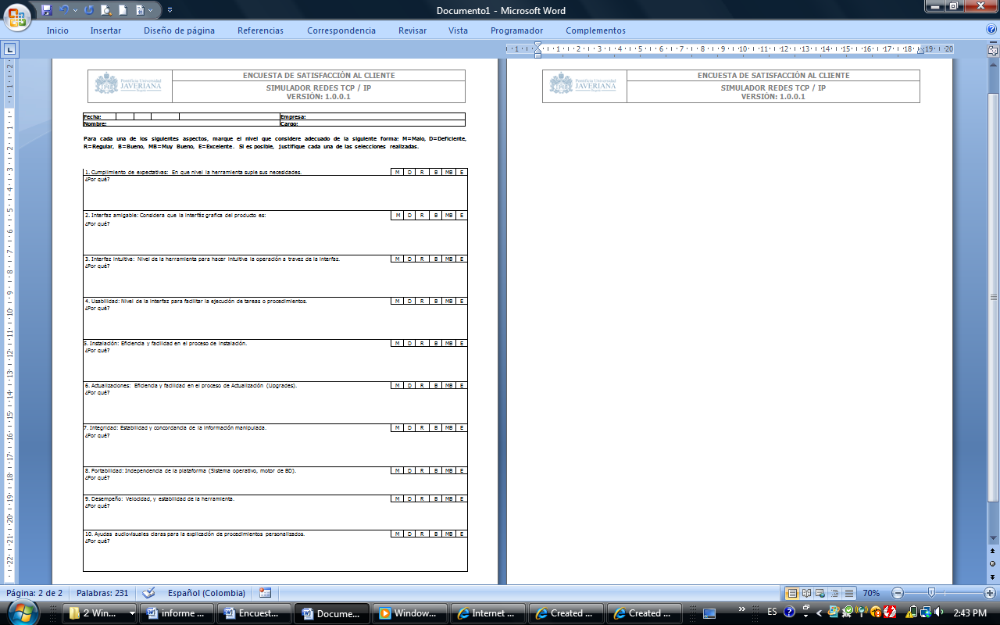 Documento1 - Microsoft Word
Inicio Insertar Diseño de página Referencias Correspondencia Revisar Vista Programador Complementos
Pontificia Universidad
JAVERIANA
Bogotá
ENCUESTA DE SATISFACCIÓN AL CLIENTE
SIMULADOR REDES TCP / IP
VERSIÓN: 1.0.0.1
Fecha: Empresa:
Nombre: Cargo:
Para cada una de los siguientes aspectos, marque el nivel que considere adecuado de la siguiente forma: M=Malo, D=Deficiente,
R=Regular, B=Bueno, MB=Muy Bueno, E=Excelente. Si es posible, justifique cada una de las selecciones realizadas.
1. Cumplimiento de expectativas: En que nivel la herramienta suple sus necesidades. M D R B MB E
¿Por qué?
2. Interfaz amigable: Considera que la interfáz grafica del producto es: M D R B MB E
¿Por qué?
3. Interfaz intuitiva: Nivel de la herramienta para hacer intuitiva la operación a travez de la interfaz. M D R B MB E
¿Por qué?
4. Usabilidad: Nivel de la interfaz para facilitar la ejecución de tareas o procedimientos. M D R B MB E
¿Por qué?
5. Instalación: Eficiencia y facilidad en el proceso de instalación. M D R B MB E
¿Por qué?
6. Actualizaciones: Eficiencia y facilidad en el proceso de Actualización (Upgrades). M D R B MB E
¿Por qué?
7. Integridad: Estabilidad y concordancia de la información manipulada. M D R B MB E
¿Por qué?
8. Portabilidad: Independencia de la plataforma (Sistema operativo, motor de BD). M D R B MB E
¿Por qué?
9. Desempeño: Velocidad, y estabilidad de la herramienta. M D R B MB E
¿Por qué?
10. Ayudas audiovisuales claras para la explicación de procedimientos personalizados. M D R B MB E
¿Por qué?
Pontificia Universidad
JAVERIANA
Bogotá
ENCUESTA DE SATISFACCIÓN AL CLIENTE
SIMULADOR REDES TCP / IP
VERSIÓN: 1.0.0.1
Página: 2 de 2 Palabras: 231 Español (Colombia) 70%
2 Win... informe ... Encuest... Docume... Window... Internet ... Created ... Created ... ES 2:43 PM